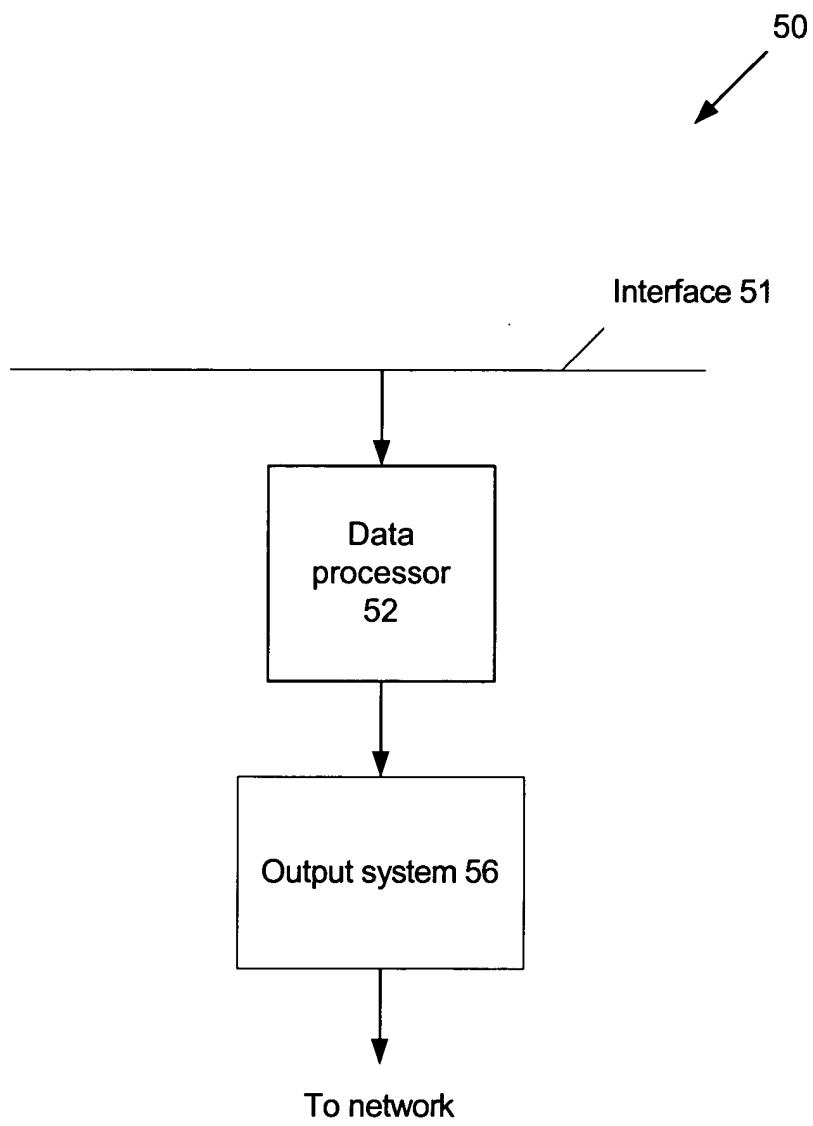 50
Interface 51
Data
processor
52
Output system 56
To network